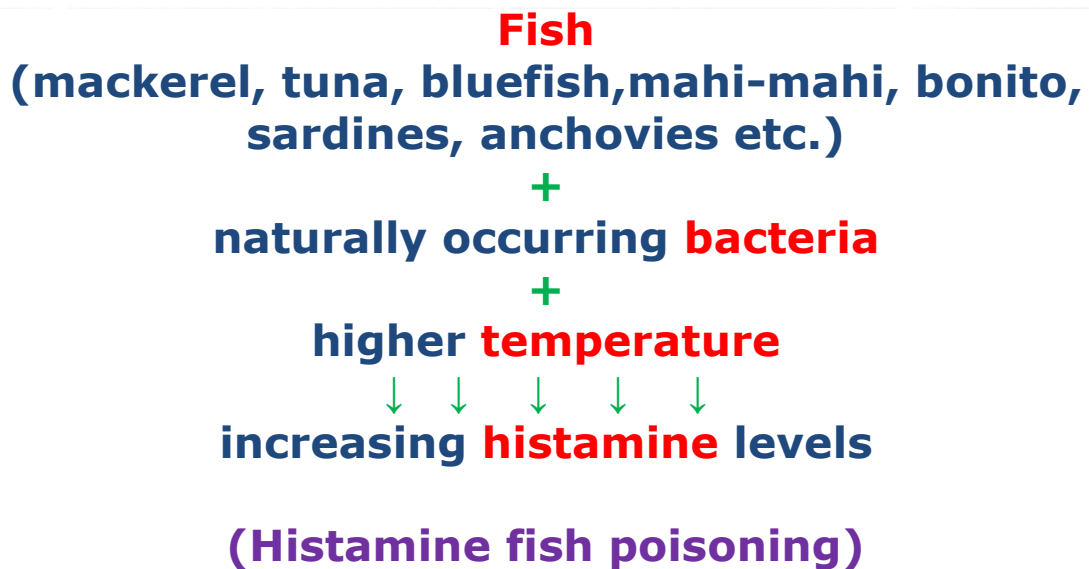 Fish
(mackerel, tuna, bluefish,mahi-mahi, bonito,
sardines, anchovies etc.)
+
naturally occurring bacteria
+
higher temperature
↓ ↓ ↓ ↓ ↓
increasing histamine levels
(Histamine fish poisoning)